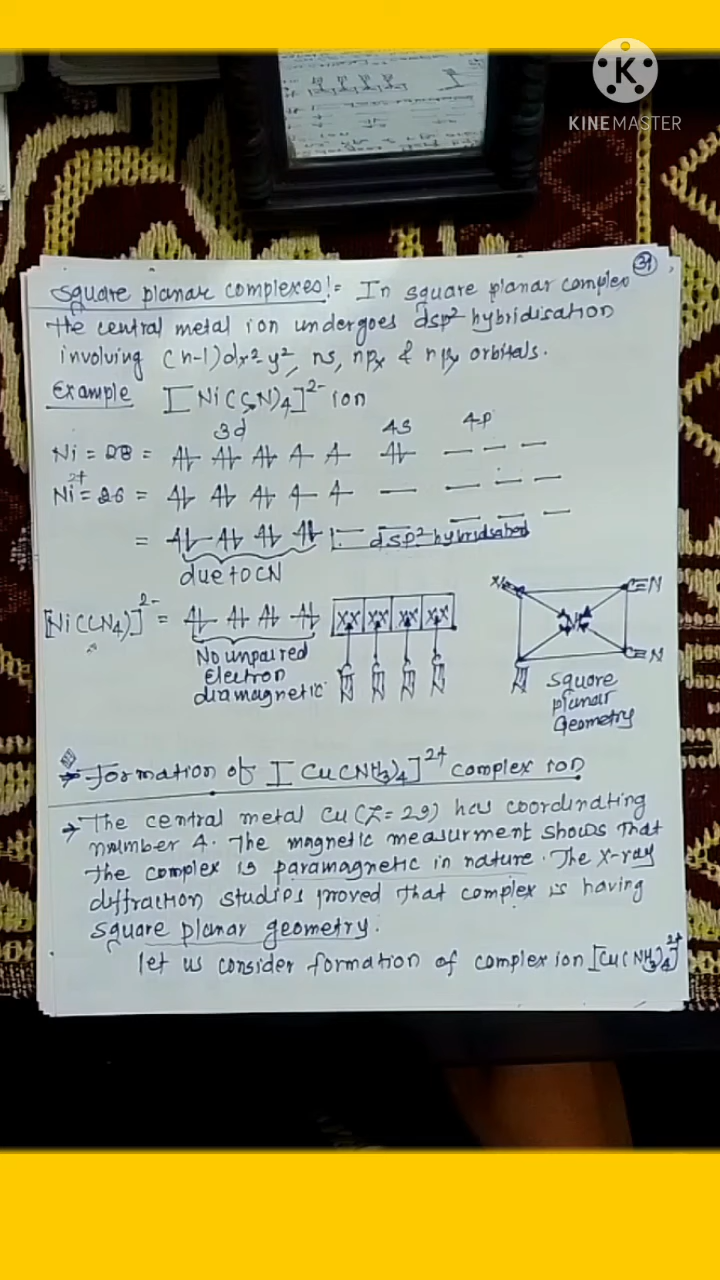 KINEMASTER
31
Square planar complexes:= In square planar complex
the central metal ion undergoes dsp² hybridisation
involving (n-1)dx²-y², ns, npx & npy orbitals.
Example [Ni(CN)4]²⁻ ion
3d 4s 4p
Ni = 28 =
Ni²⁺ = 26 =
= dsp² hybridised
due to CN
[Ni(CN4)]²⁻ = xx xx xx xx
No unpaired
Electron
diamagnetic
C≡N
Ni
C≡N
square
planar
Geometry
→ Formation of [Cu(NH3)4]²⁺ complex ion
→ The central metal Cu(Z=29) has coordinating
number 4. The magnetic measurment shows that
the complex is paramagnetic in nature. The x-ray
diffraction studies proved that complex is having
square planar geometry.
let us consider formation of complex ion [Cu(NH3)4]²⁺